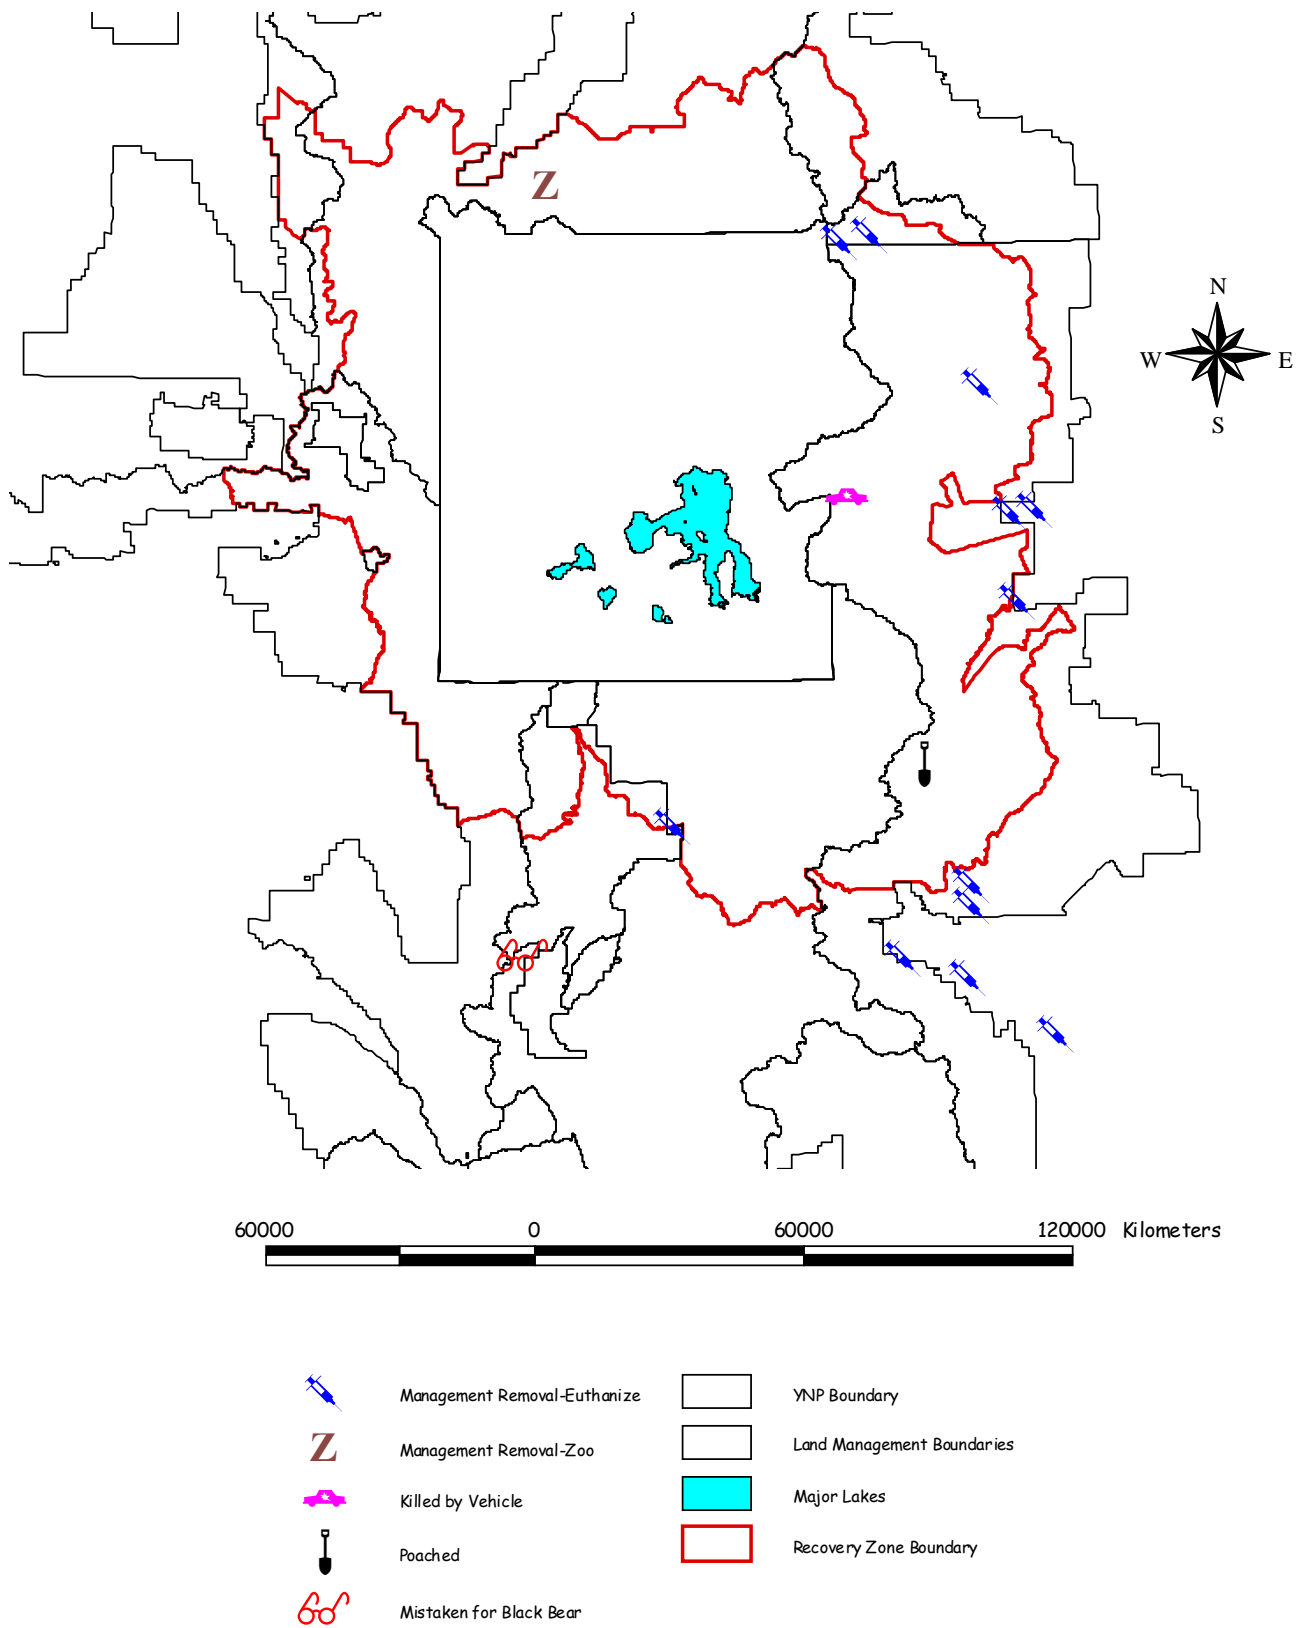 Z
N
W E
S
60000 0 60000 120000 Kilometers
Management Removal-Euthanize YNP Boundary
Z Management Removal-Zoo Land Management Boundaries
Killed by Vehicle Major Lakes
Poached Recovery Zone Boundary
Mistaken for Black Bear